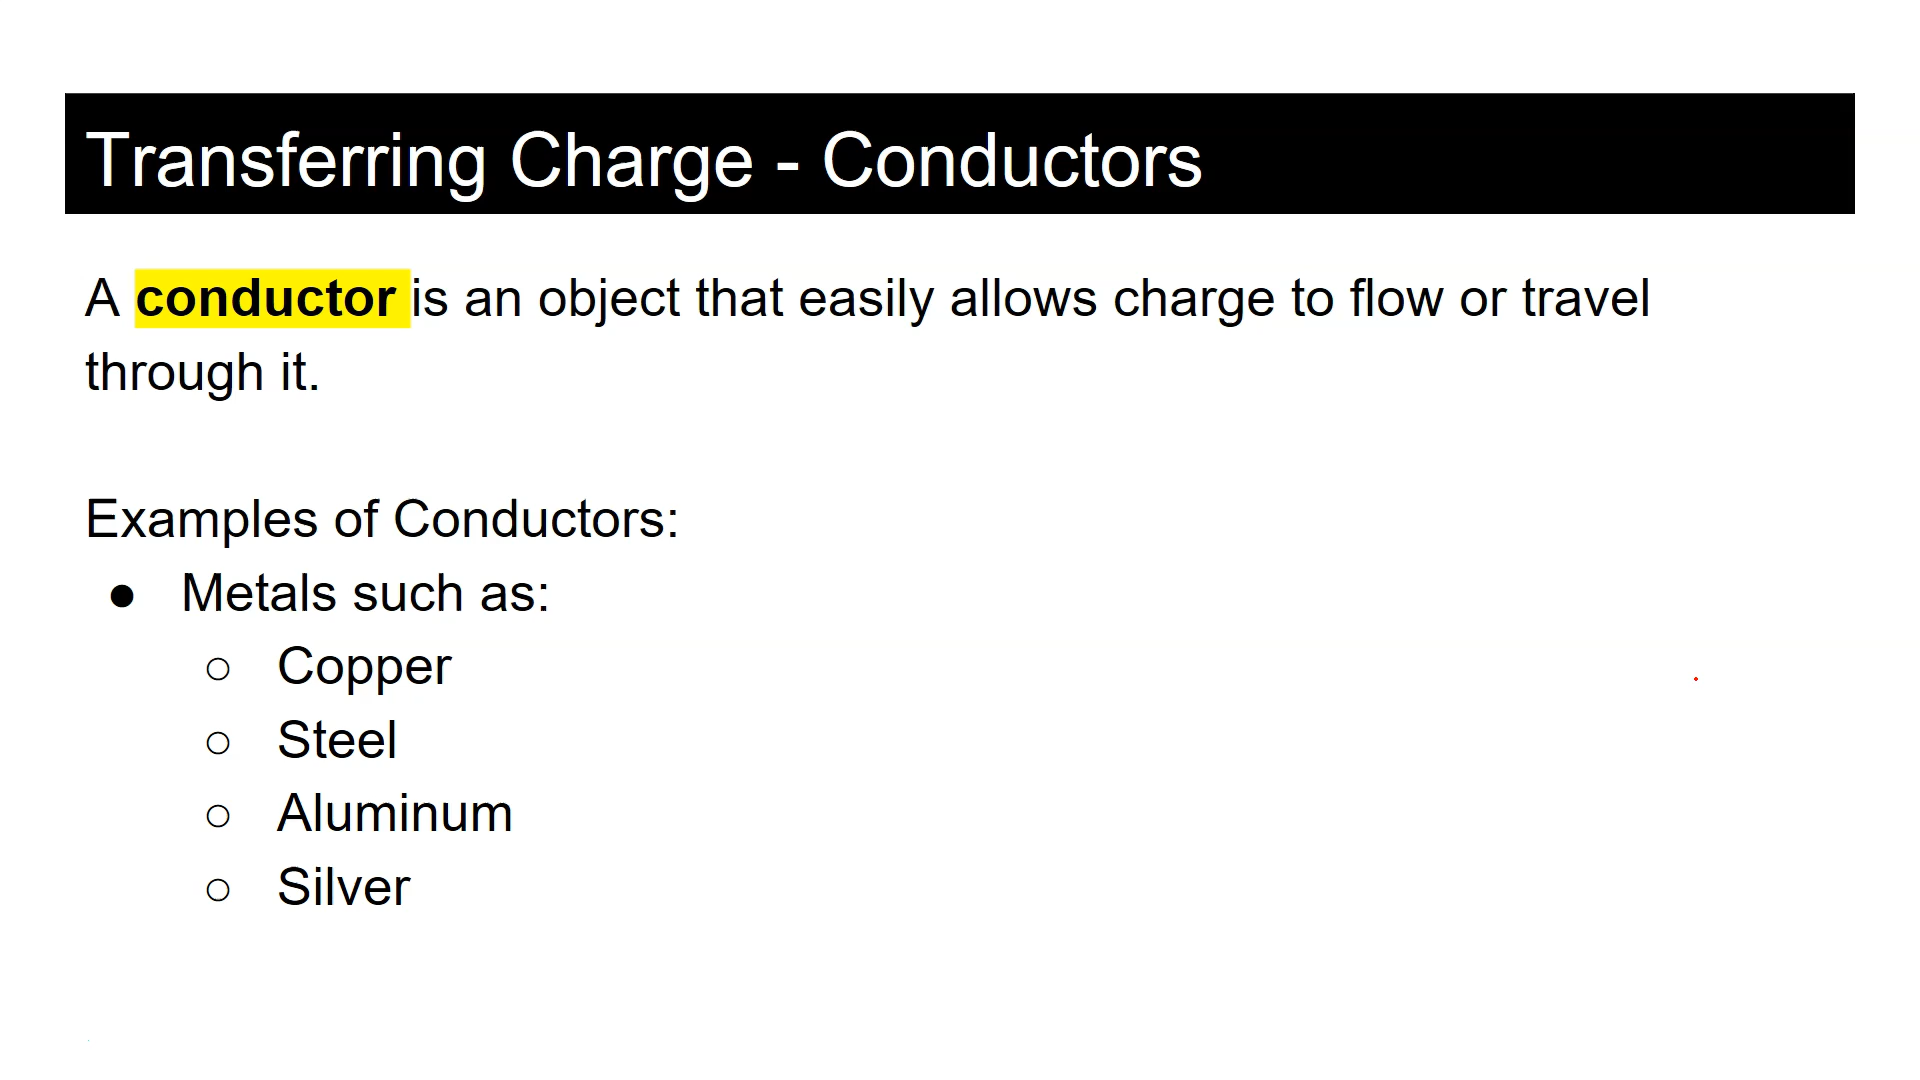 Transferring Charge - Conductors
A conductor is an object that easily allows charge to flow or travel
through it.
Examples of Conductors:
● Metals such as:
○ Copper
○ Steel
○ Aluminum
○ Silver